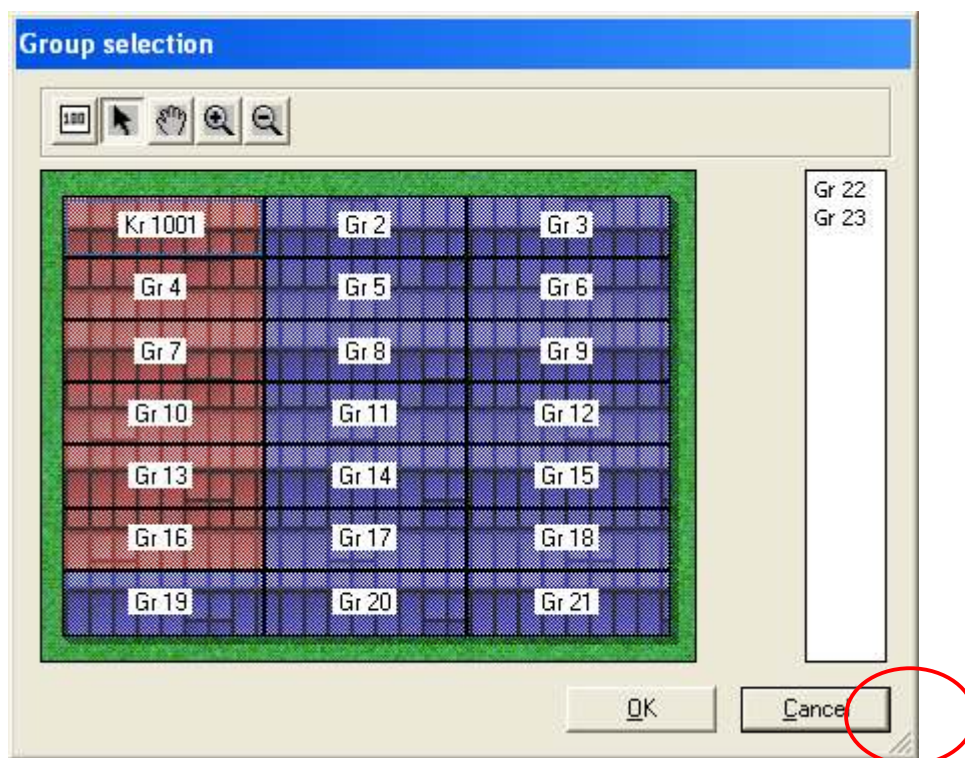 Group selection
100
Gr 22
Gr 23
Kr 1001 Gr 2 Gr 3
Gr 4 Gr 5 Gr 6
Gr 7 Gr 8 Gr 9
Gr 10 Gr 11 Gr 12
Gr 13 Gr 14 Gr 15
Gr 16 Gr 17 Gr 18
Gr 19 Gr 20 Gr 21
OK Cancel